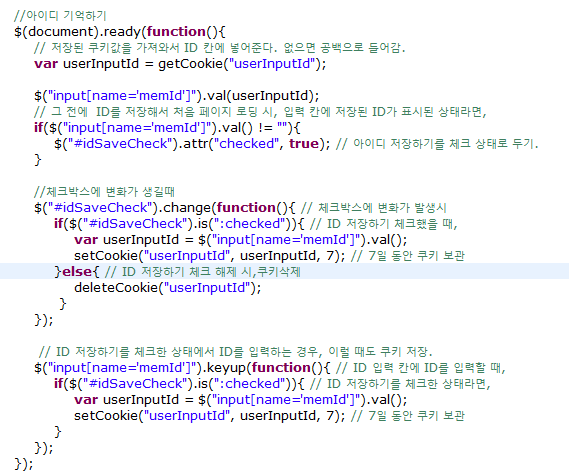 //아이디 기억하기
$(document).ready(function(){
// 저장된 쿠키값을 가져와서 ID 칸에 넣어준다. 없으면 공백으로 들어감.
var userInputId = getCookie("userInputId");
$("input[name='memId']").val(userInputId);
// 그 전에  ID를 저장해서 처음 페이지 로딩 시, 입력 칸에 저장된 ID가 표시된 상태라면,
if($("input[name='memId']").val() != ""){
$("#idSaveCheck").attr("checked", true); // 아이디 저장하기를 체크 상태로 두기.
}
//체크박스에 변화가 생길때
$("#idSaveCheck").change(function(){ // 체크박스에 변화가 발생시
if($("#idSaveCheck").is(":checked")){ // ID 저장하기 체크했을 때,
var userInputId = $("input[name='memId']").val();
setCookie("userInputId", userInputId, 7); // 7일 동안 쿠키 보관
}else{ // ID 저장하기 체크 해제 시,쿠키삭제
deleteCookie("userInputId");
}
});
// ID 저장하기를 체크한 상태에서 ID를 입력하는 경우, 이럴 때도 쿠키 저장.
$("input[name='memId']").keyup(function(){ // ID 입력 칸에 ID를 입력할 때,
if($("#idSaveCheck").is(":checked")){ // ID 저장하기를 체크한 상태라면,
var userInputId = $("input[name='memId']").val();
setCookie("userInputId", userInputId, 7); // 7일 동안 쿠키 보관
}
});
});